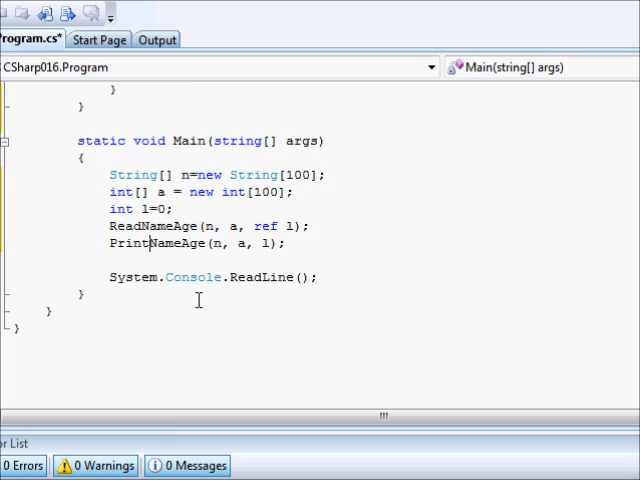 Program.cs* Start Page Output
CSharp016.Program Main(string[] args)
}
}
static void Main(string[] args)
{
String[] n=new String[100];
int[] a = new int[100];
int l=0;
ReadNameAge(n, a, ref l);
PrintNameAge(n, a, l);
System.Console.ReadLine();
}
}
}
or List
0 Errors 0 Warnings 0 Messages